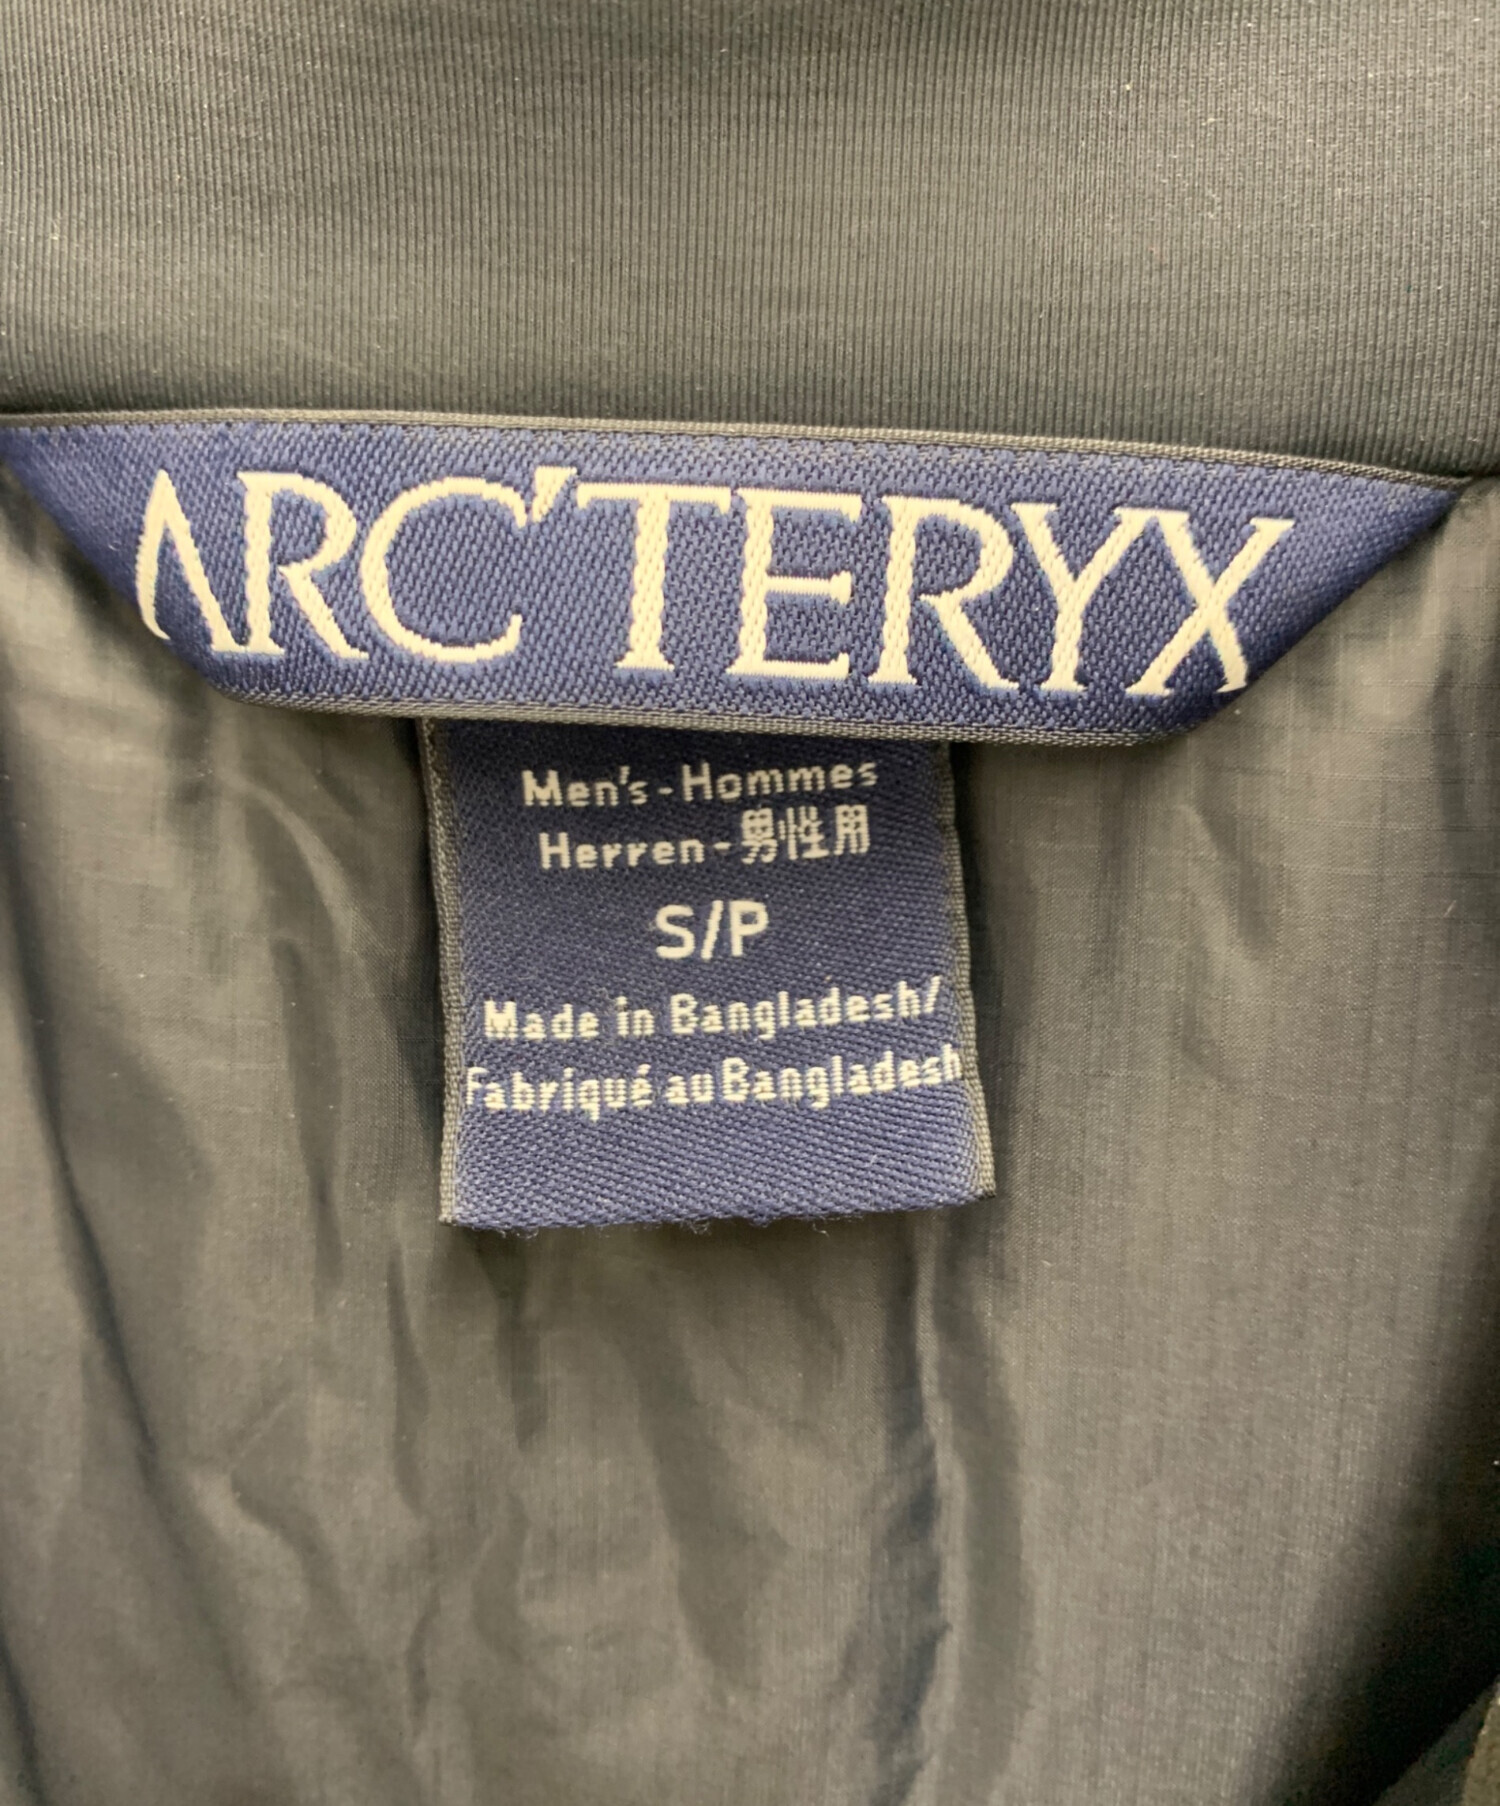 ARC'TERYX
Men's-Hommes
Herren-男性用
S/P
Made in Bangladesh/
Fabriqué au Bangladesh